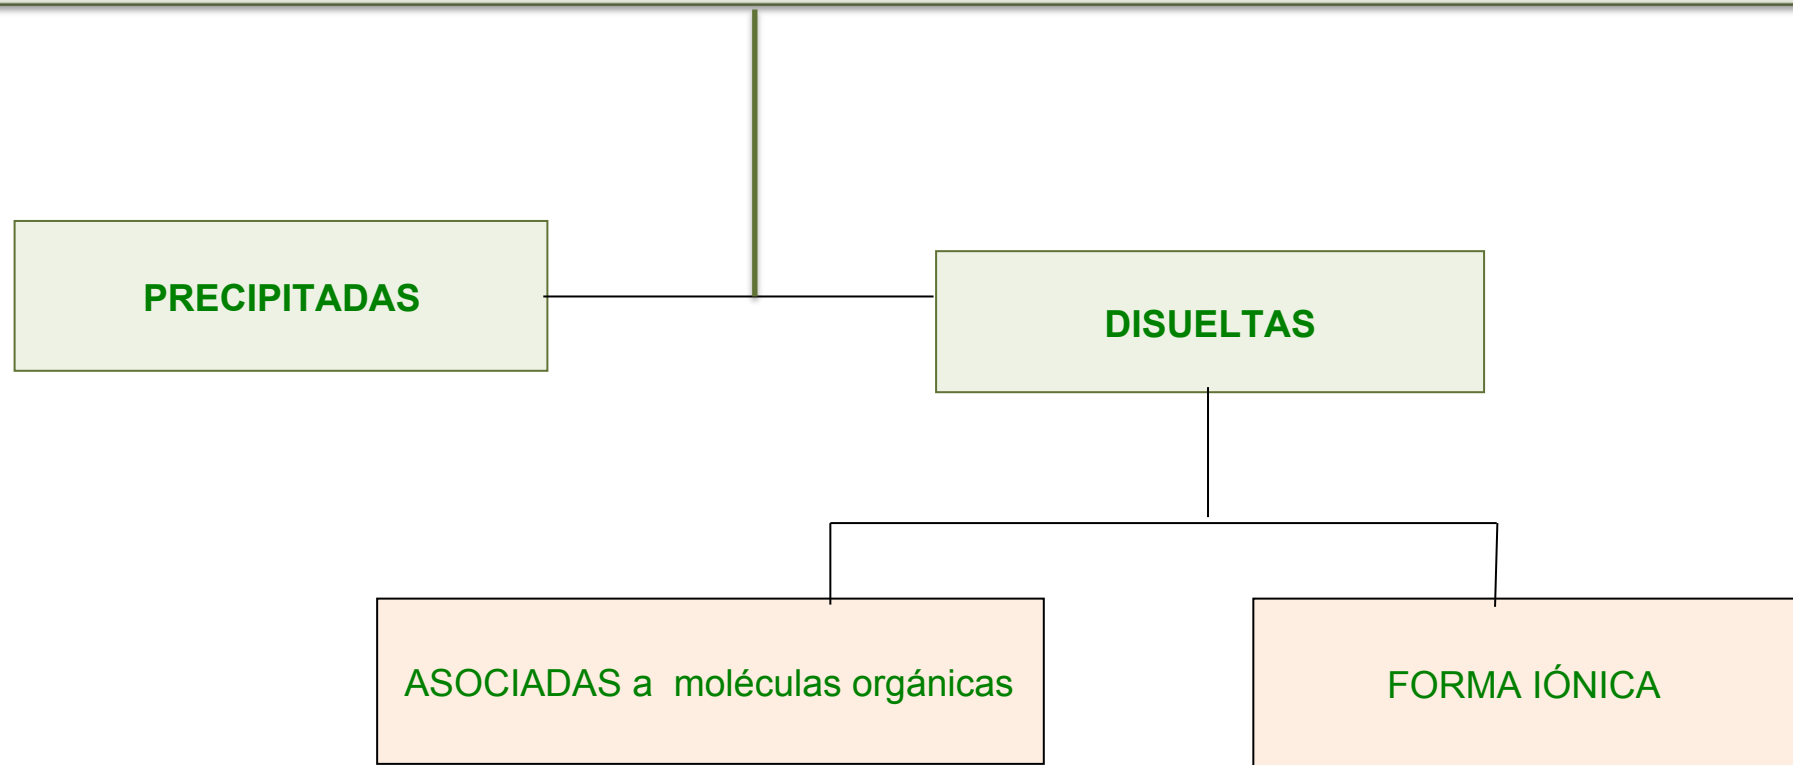 PRECIPITADAS
DISUELTAS
ASOCIADAS a  moléculas orgánicas
FORMA IÓNICA